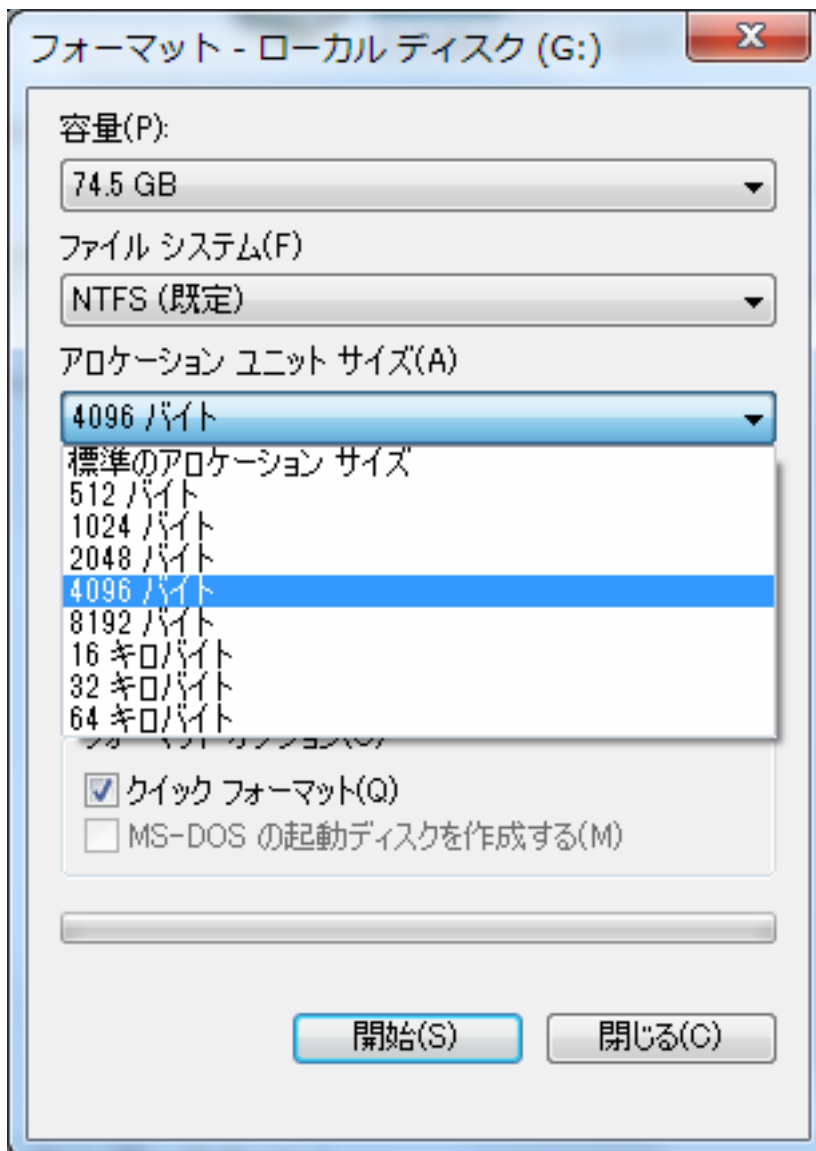 フォーマット - ローカル ディスク (G:)
容量(P):
74.5 GB
ファイル システム(F)
NTFS (既定)
アロケーション ユニット サイズ(A)
4096 バイト
標準のアロケーション サイズ
512 バイト
1024 バイト
2048 バイト
4096 バイト
8192 バイト
16 キロバイト
32 キロバイト
64 キロバイト
クイック フォーマット(Q)
MS-DOS の起動ディスクを作成する(M)
開始(S)
閉じる(C)